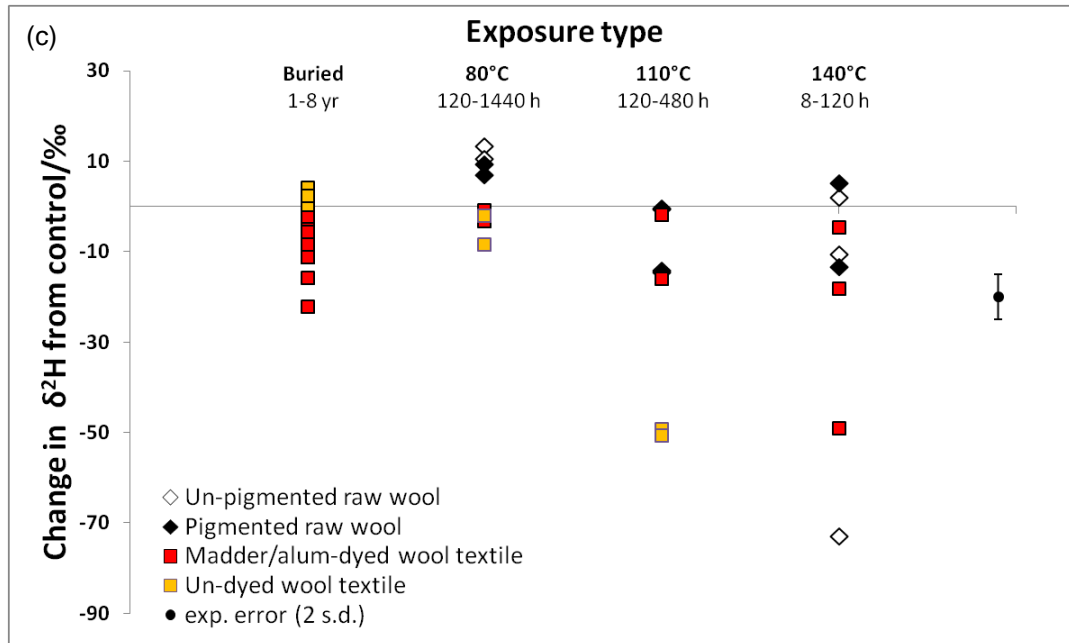 (c)
Exposure type
Buried
1-8 yr
80°C
120-1440 h
110°C
120-480 h
140°C
8-120 h
Change in δ²H from control/‰
30
10
-10
-30
-50
-70
-90
Un-pigmented raw wool
Pigmented raw wool
Madder/alum-dyed wool textile
Un-dyed wool textile
exp. error (2 s.d.)